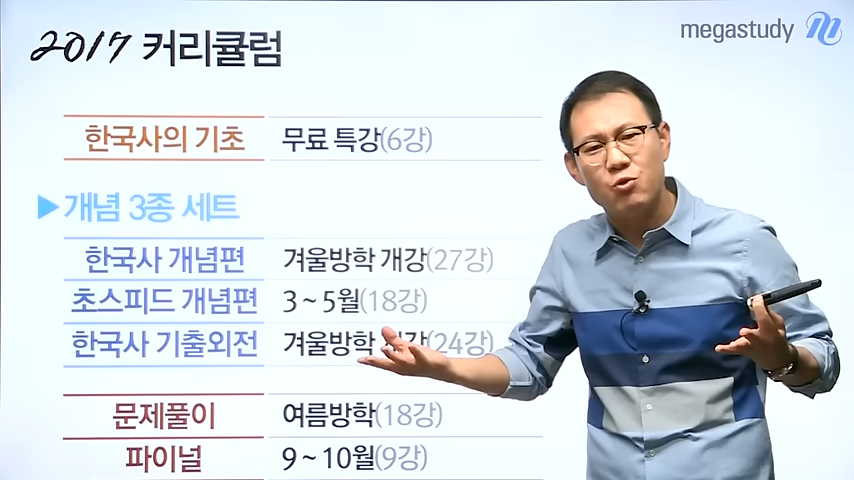 megastudy
2017 커리큘럼
한국사의 기초 무료 특강(6강)
▶개념 3종 세트
한국사 개념편 겨울방학 개강(27강)
초스피드 개념편 3~5월(18강)
한국사 기출외전 겨울방학 (24강)
문제풀이 여름방학(18강)
파이널 9~10월(9강)